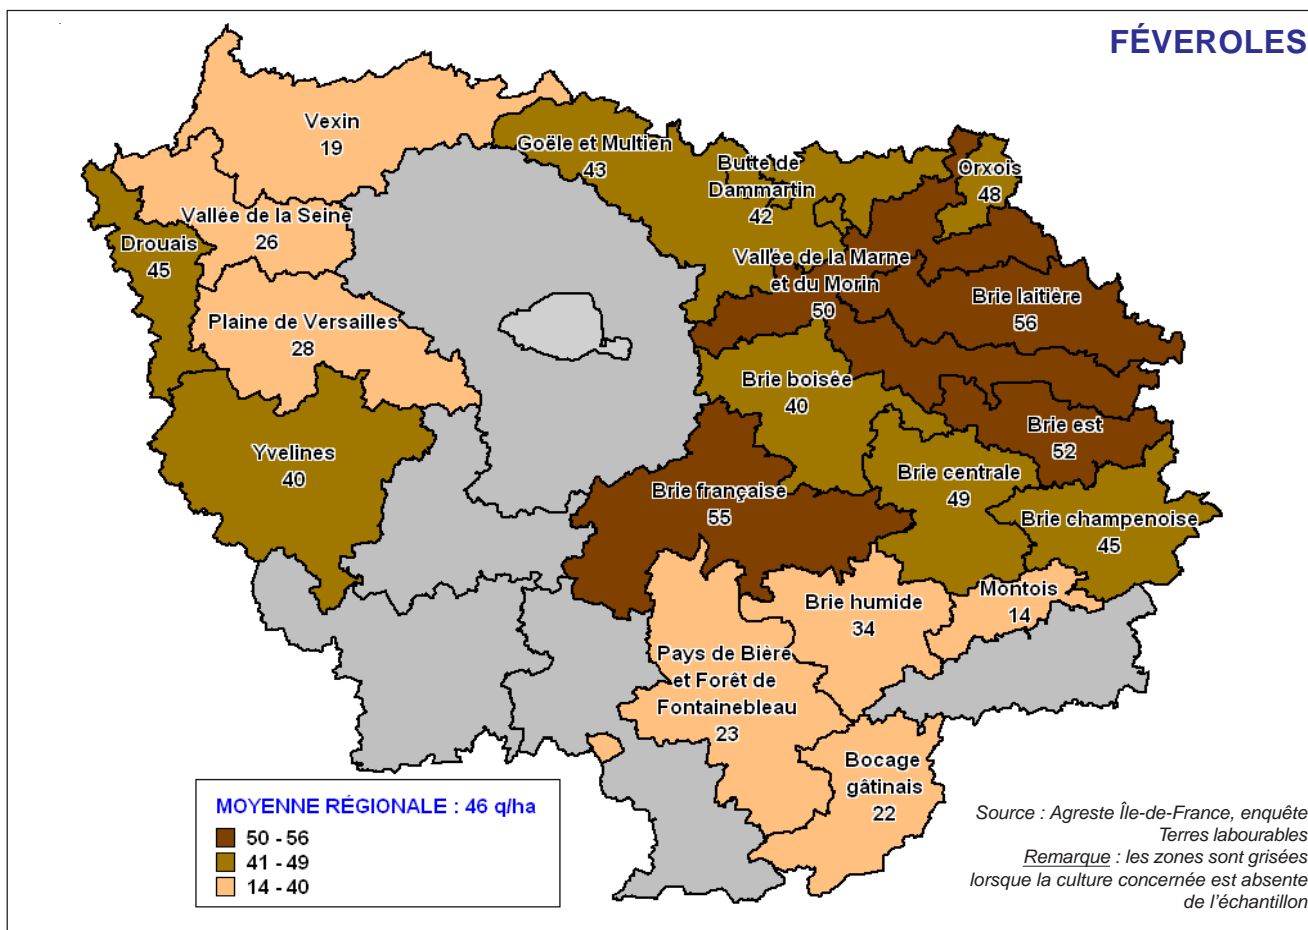 FÉVEROLES
Vexin
19
Goële et Multien
43
Butte de
Dammartin
42
Orxois
48
Vallée de la Seine
26
Drouais
45
Vallée de la Marne
et du Morin
50
Brie laitière
56
Plaine de Versailles
28
Brie boisée
40
Brie est
52
Yvelines
40
Brie centrale
49
Brie française
55
Brie champenoise
45
Montois
14
Brie humide
34
Pays de Bière
et Forêt de
Fontainebleau
23
Bocage
gâtinais
22
MOYENNE RÉGIONALE : 46 q/ha
50 - 56
41 - 49
14 - 40
Source : Agreste Île-de-France, enquête
Terres labourables
Remarque : les zones sont grisées
lorsque la culture concernée est absente
de l'échantillon